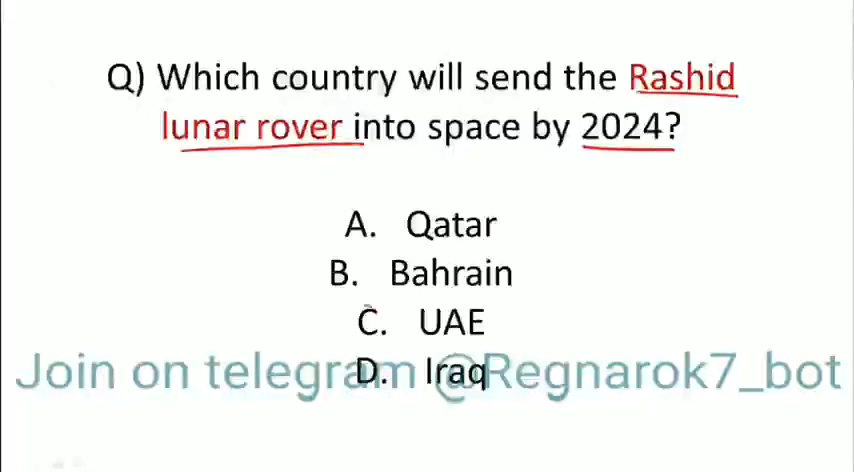 Q) Which country will send the Rashid
lunar rover into space by 2024?
A. Qatar
B. Bahrain
C. UAE
D. Iraq
Join on telegram @Regnarok7_bot